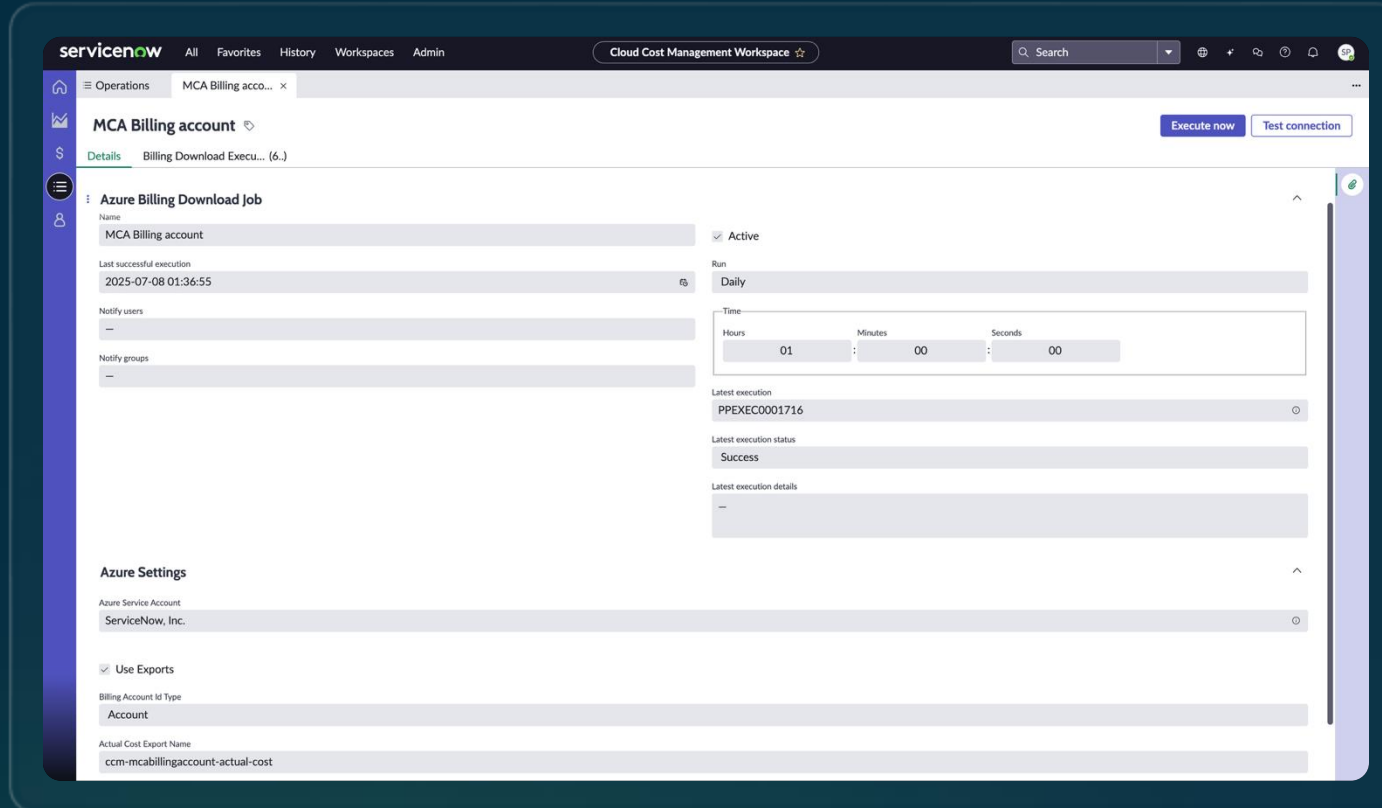 servicenow All Favorites History Workspaces Admin Cloud Cost Management Workspace Search SP
Operations MCA Billing acco...
MCA Billing account Execute now Test connection
Details Billing Download Execu... (6..)
Azure Billing Download Job
Name
MCA Billing account
Active
Last successful execution
2025-07-08 01:36:55
Run
Daily
Notify users
—
Time
Hours Minutes Seconds
01 : 00 : 00
Notify groups
—
Latest execution
PPEXEC0001716
Latest execution status
Success
Latest execution details
—
Azure Settings
Azure Service Account
ServiceNow, Inc.
Use Exports
Billing Account Id Type
Account
Actual Cost Export Name
ccm-mcabillingaccount-actual-cost